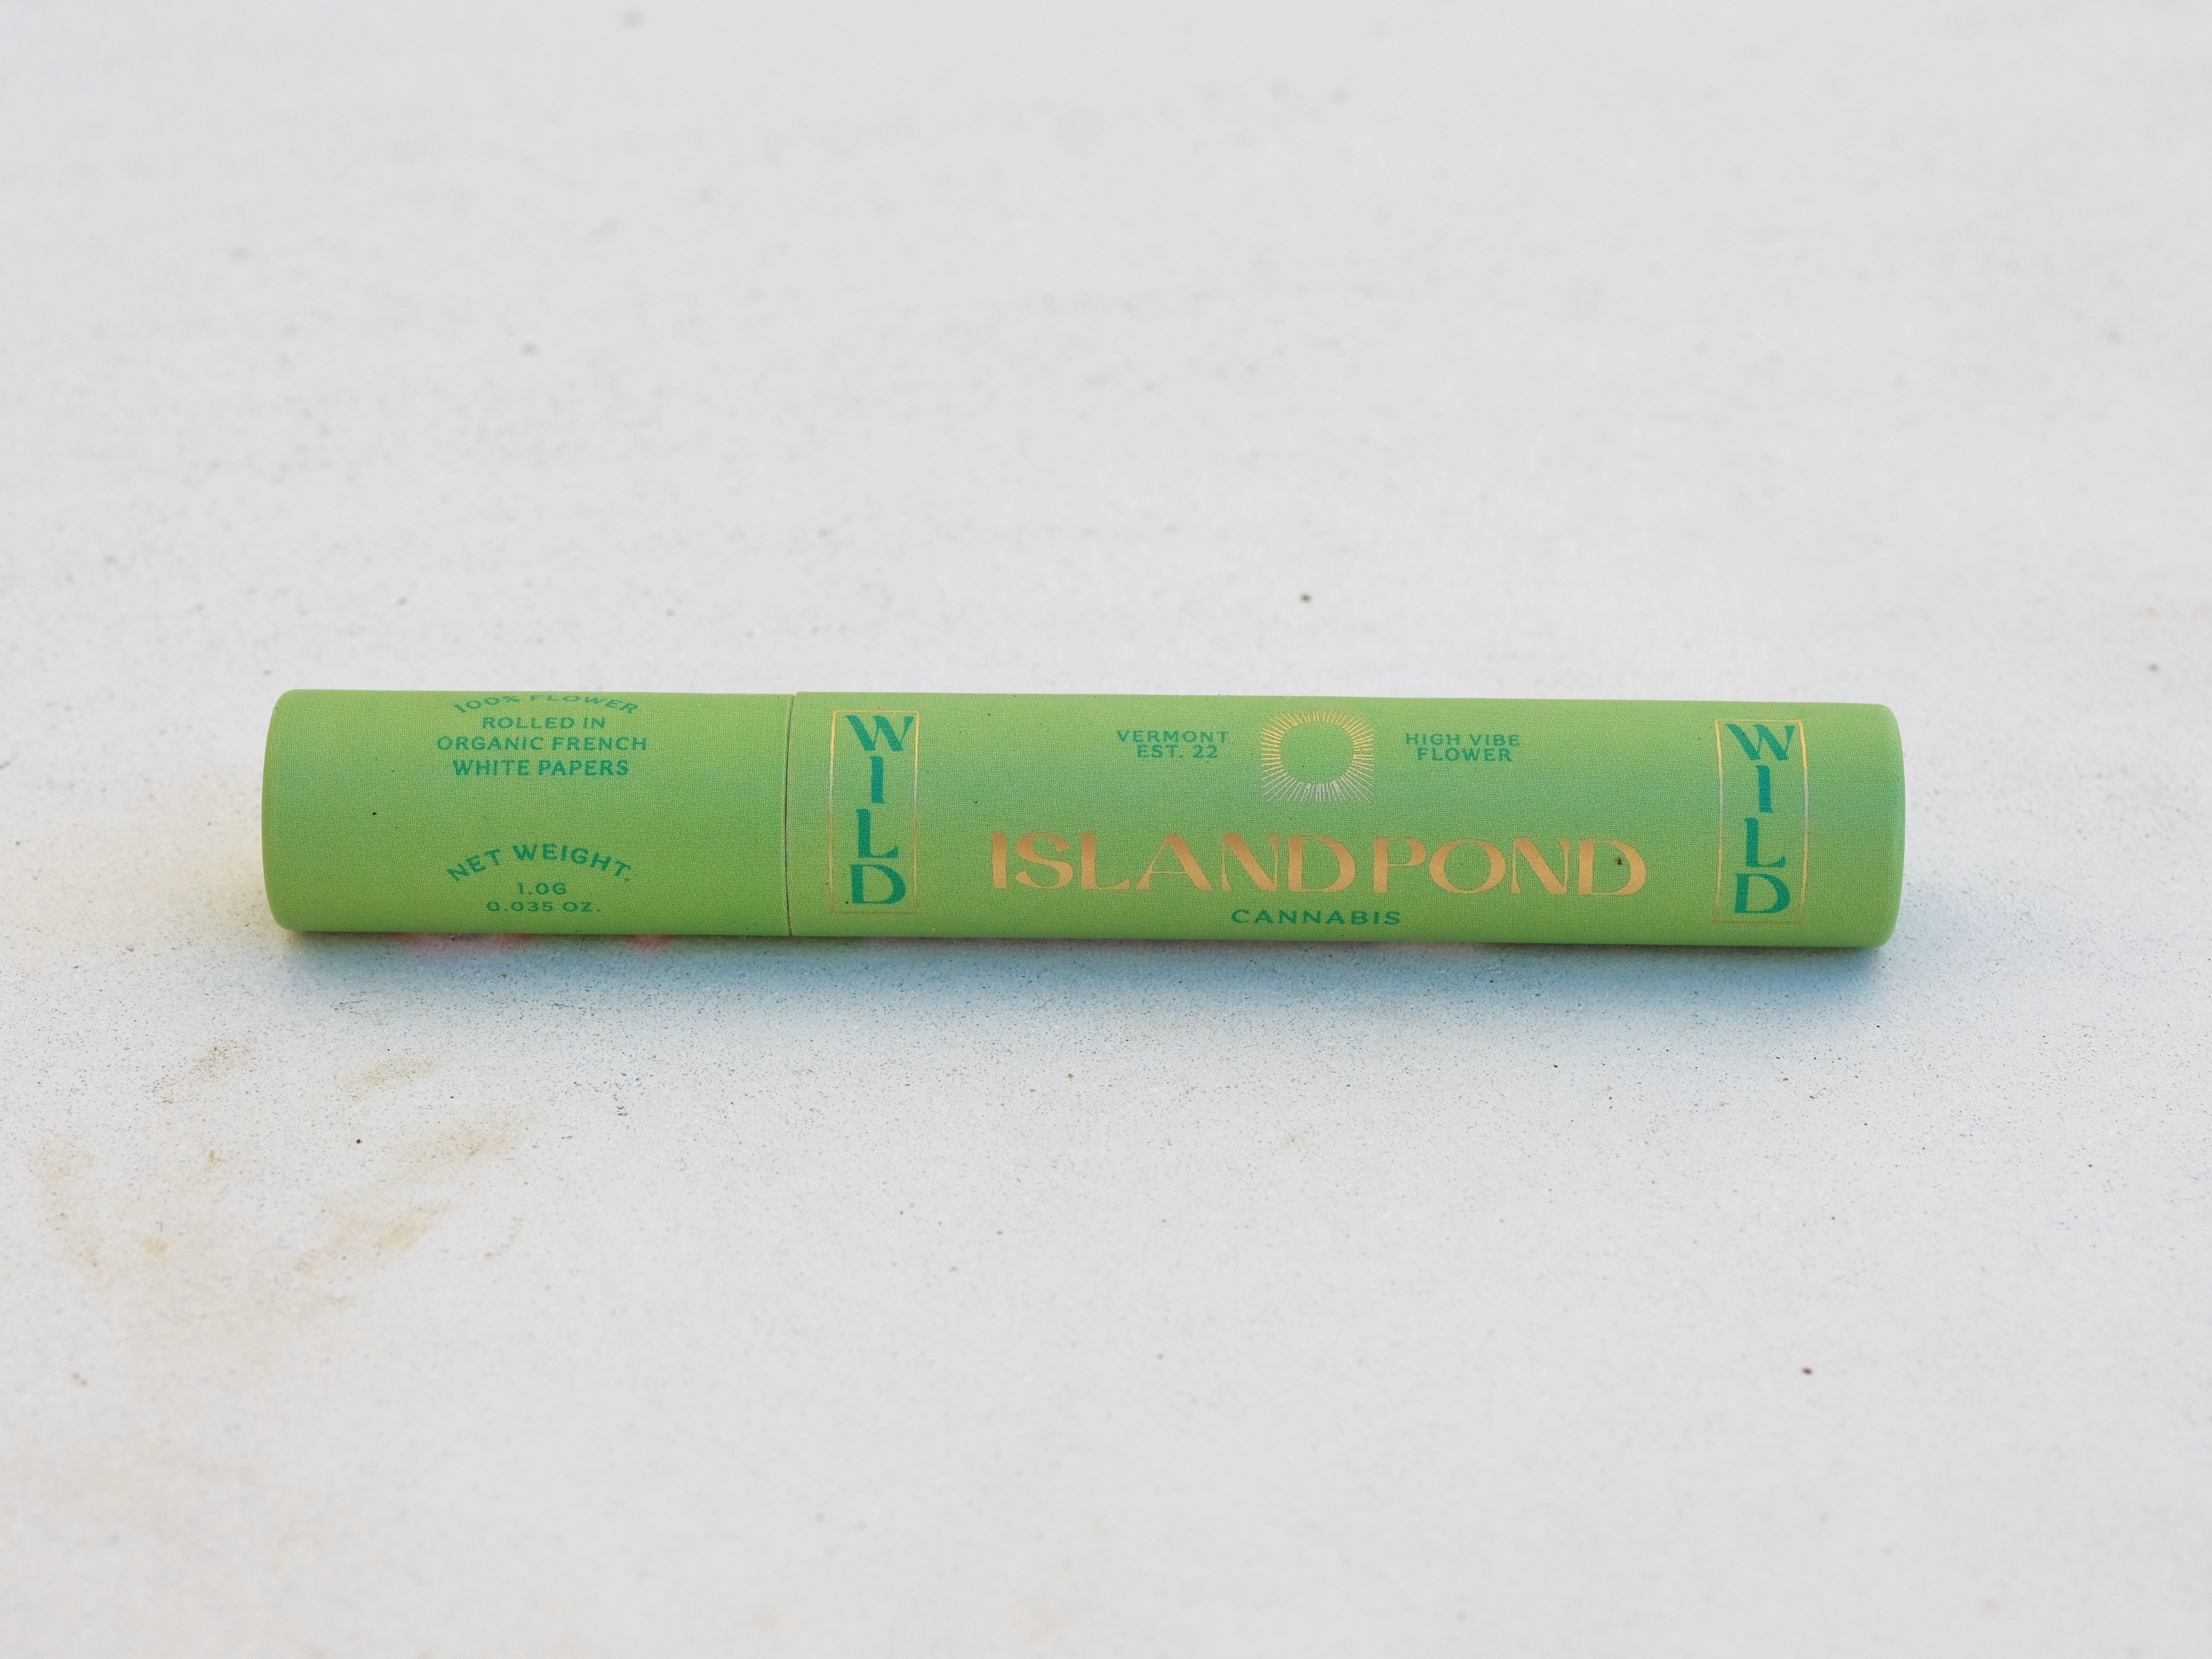 100% FLOWER
ROLLED IN
ORGANIC FRENCH
WHITE PAPERS
NET WEIGHT:
1.0G
0.035 OZ.
WILD
VERMONT
EST. 22
HIGH VIBE
FLOWER
ISLAND POND
CANNABIS
WILD